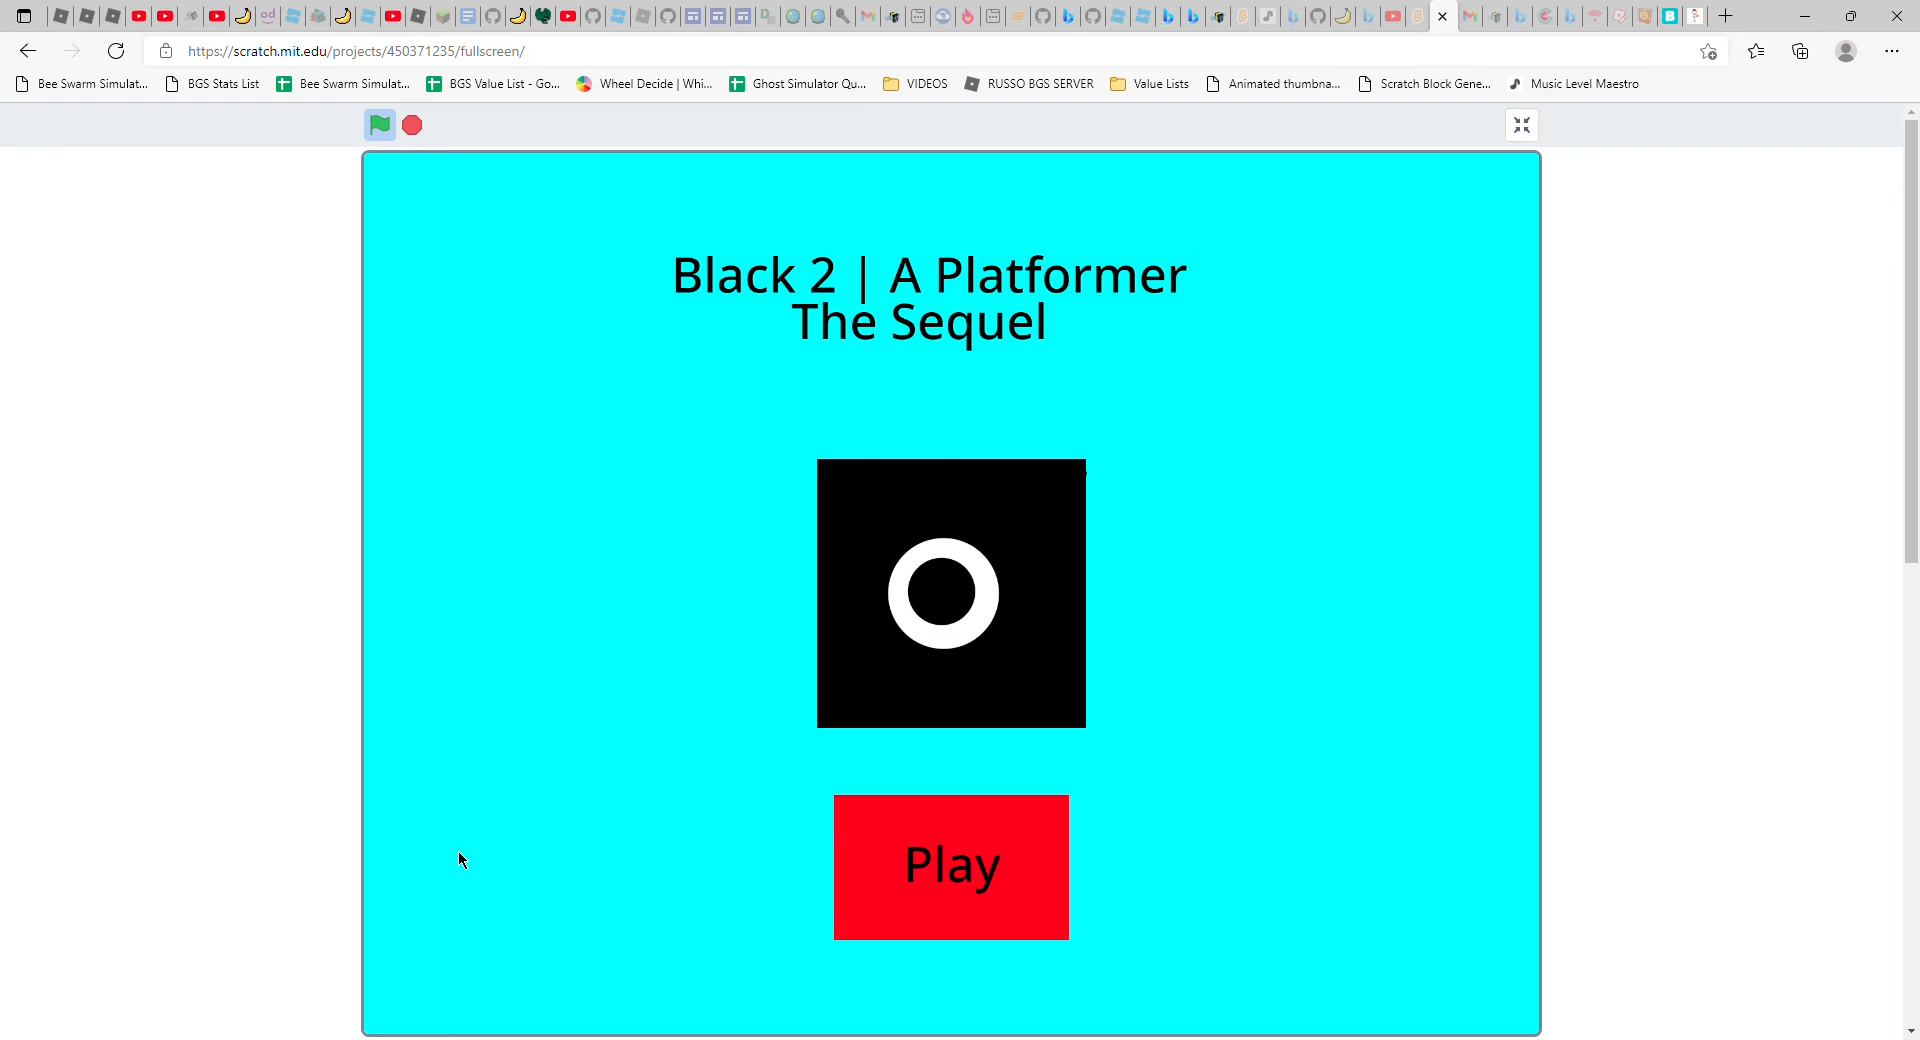 https://scratch.mit.edu/projects/450371235/fullscreen/
Bee Swarm Simulat...
BGS Stats List
Bee Swarm Simulat...
BGS Value List - Go...
Wheel Decide | Whi...
Ghost Simulator Qu...
VIDEOS
RUSSO BGS SERVER
Value Lists
Animated thumbna...
Scratch Block Gene...
Music Level Maestro
Black 2 | A Platformer
The Sequel
Play